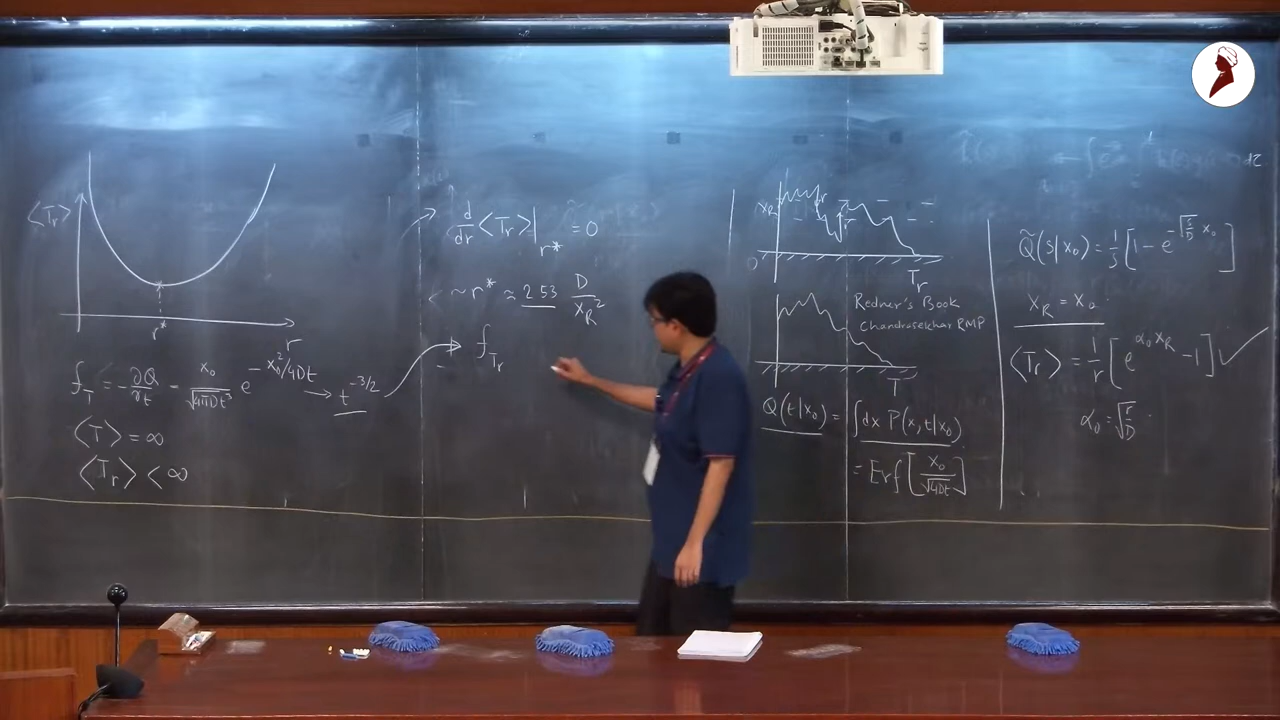 ⟨T_r⟩
r*
r
f_T = -∂Q/∂t = x_0/√(4πDt³) e^{-x_0²/4Dt} → t^{-3/2}
⟨T⟩ = ∞
⟨T_r⟩ < ∞
d/dr ⟨T_r⟩|_{r*} = 0
< ~ r* ≈ 2.53 D/x_R²
f_{T_r}
x_R
r
0
T_r
Redner's Book
Chandrasekhar RMP
T
Q(t|x_0) = ∫dx P(x,t|x_0)
= Erf[x_0/√(4Dt)]
Q̃(s|x_0) = 1/s [1 - e^{-√(s/D) x_0}]
x_R = x_0
⟨T_r⟩ = 1/r [e^{α_0 x_R} - 1] ✓
α_0 = √(r/D)